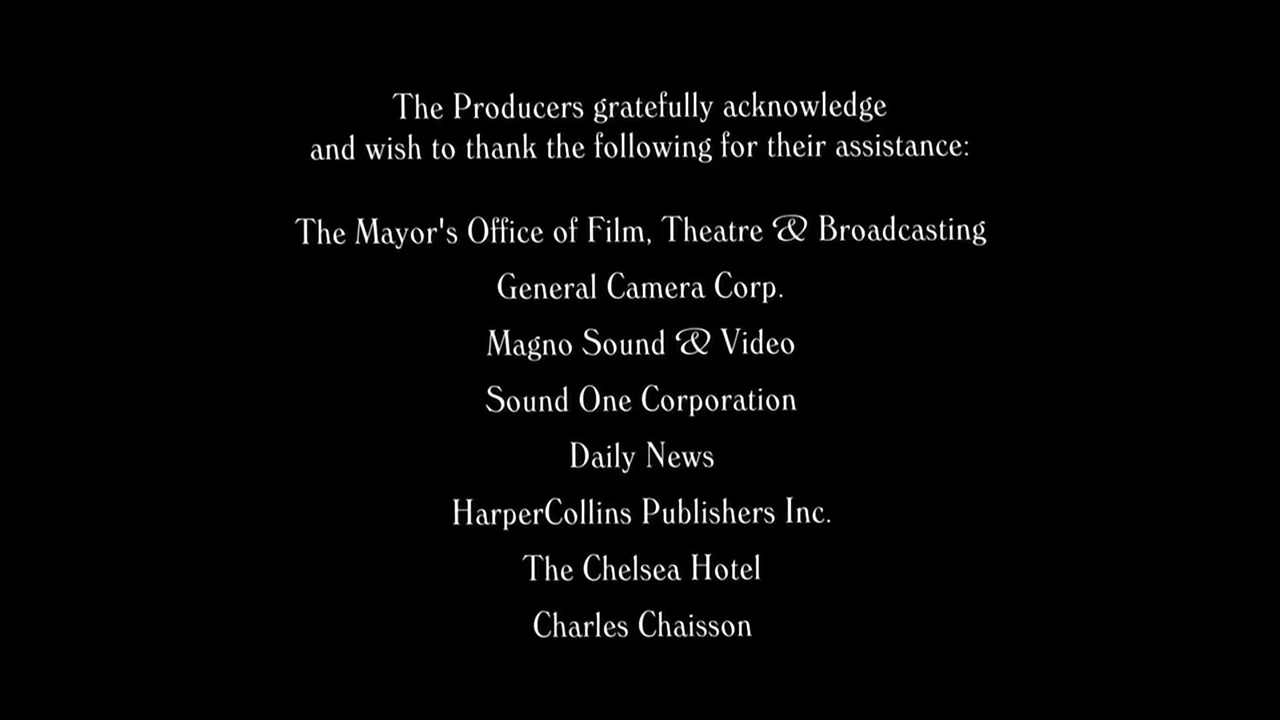 The Producers gratefully acknowledge
and wish to thank the following for their assistance:
The Mayor's Office of Film, Theatre & Broadcasting
General Camera Corp.
Magno Sound & Video
Sound One Corporation
Daily News
HarperCollins Publishers Inc.
The Chelsea Hotel
Charles Chaisson